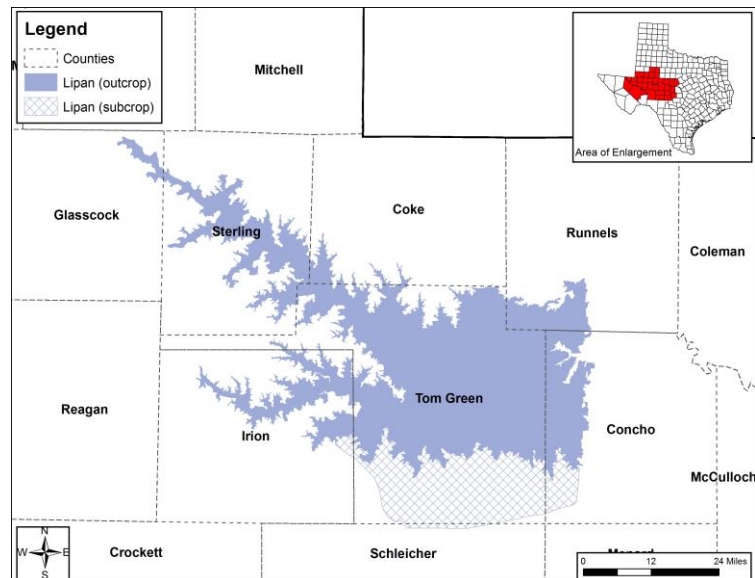 Legend
Counties
Lipan (outcrop)
Lipan (subcrop)
Mitchell
Area of Enlargement
Glasscock
Sterling
Coke
Runnels
Coleman
Reagan
Irion
Tom Green
Concho
McCulloch
Crockett
Schleicher
N
W E
S
0 12 24 Miles